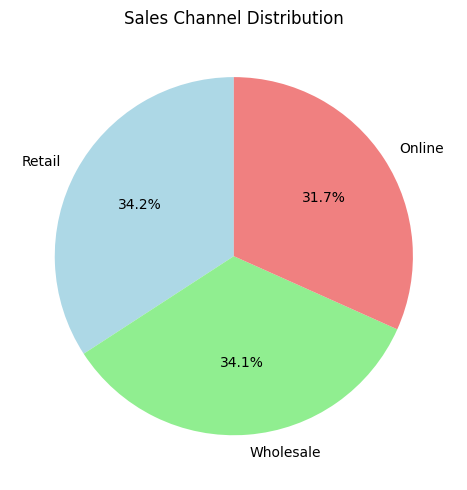 Sales Channel Distribution
Online
Retail
31.7%
34.2%
34.1%
Wholesale